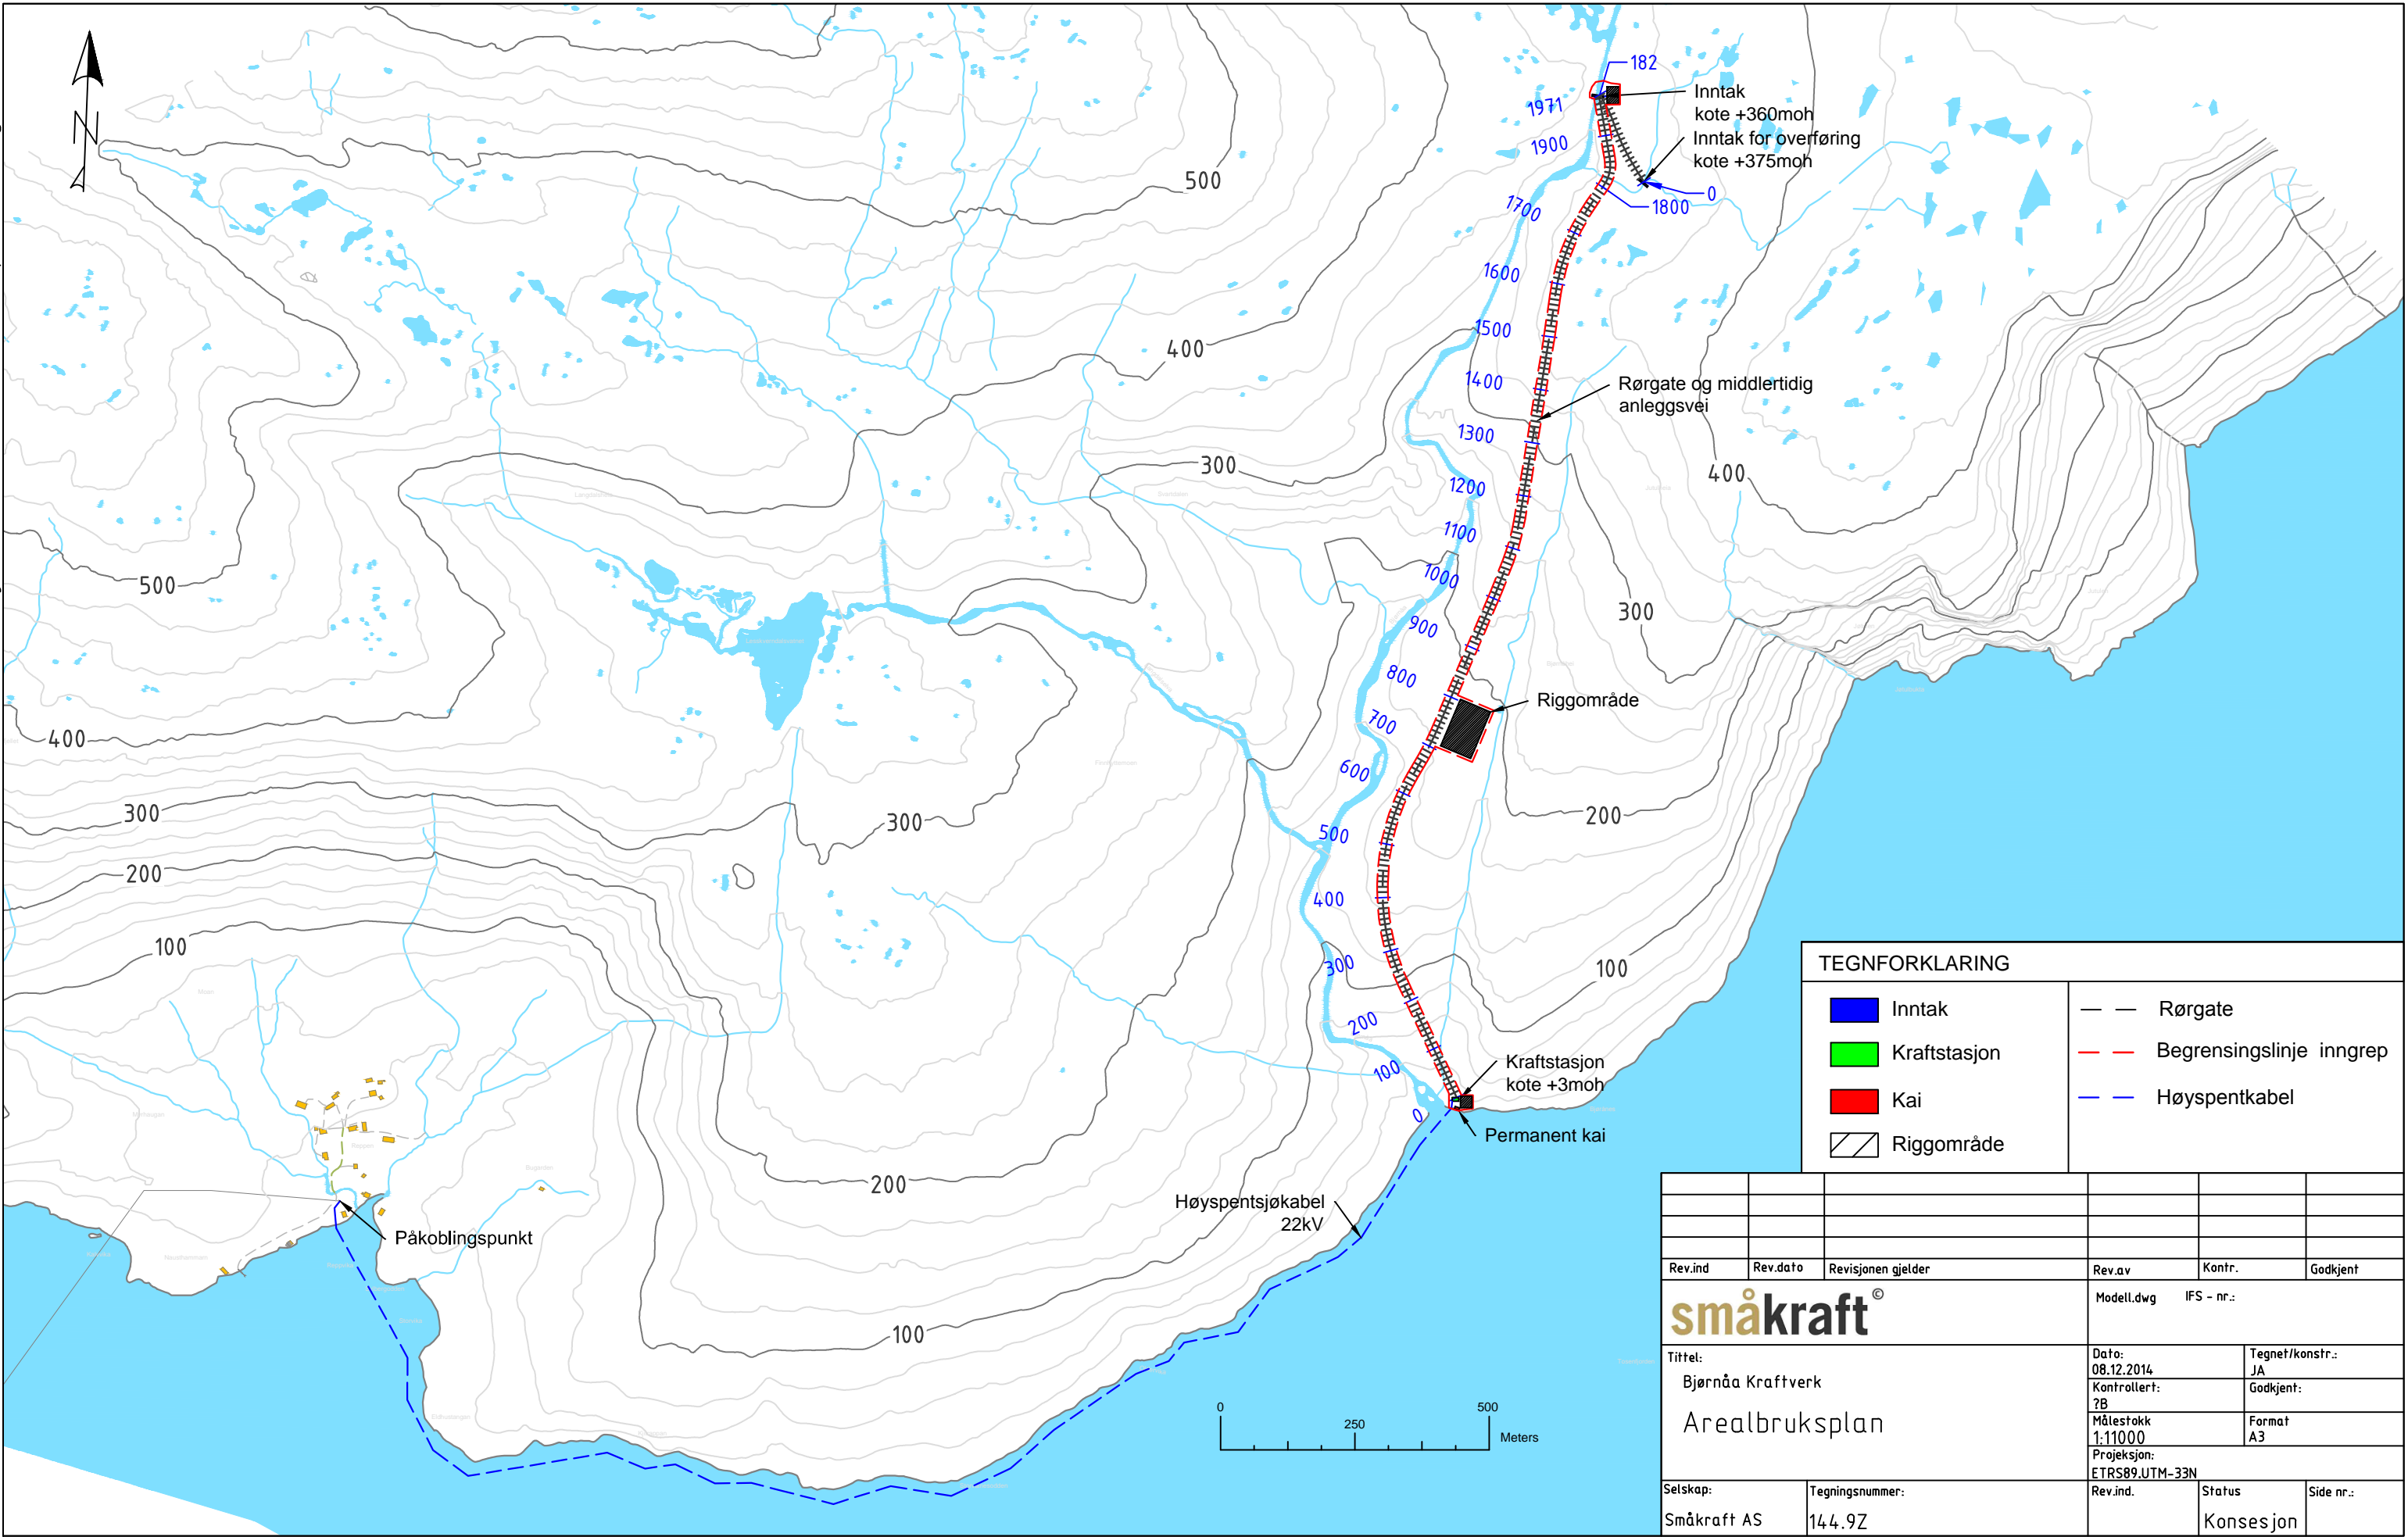 N
182
Inntak
kote +360moh
Inntak for overføring
kote +375moh
0
1800
1971
1900
1700
1600
1500
1400
1300
1200
1100
1000
900
800
700
600
500
400
300
200
100
0
500
400
300
400
300
200
100
500
400
300
200
100
300
200
100
Rørgate og middlertidig
anleggsvei
Riggområde
Kraftstasjon
kote +3moh
Permanent kai
Høyspentsjøkabel
22kV
Påkoblingspunkt
0
250
500
Meters
TEGNFORKLARING
Inntak
Kraftstasjon
Kai
Riggområde
Rørgate
Begrensingslinje inngrep
Høyspentkabel
Rev.ind Rev.dato Revisjonen gjelder Rev.av Kontr. Godkjent
småkraft©
Modell.dwg IFS - nr.:
Tittel:
Bjørnåa Kraftverk
Arealbruksplan
Dato:
08.12.2014
Tegnet/konstr.:
JA
Kontrollert:
?B
Godkjent:
Målestokk
1:11000
Format
A3
Projeksjon:
ETRS89.UTM-33N
Selskap:
Småkraft AS
Tegningsnummer:
144.9Z
Rev.ind.
Status
Konsesjon
Side nr.: